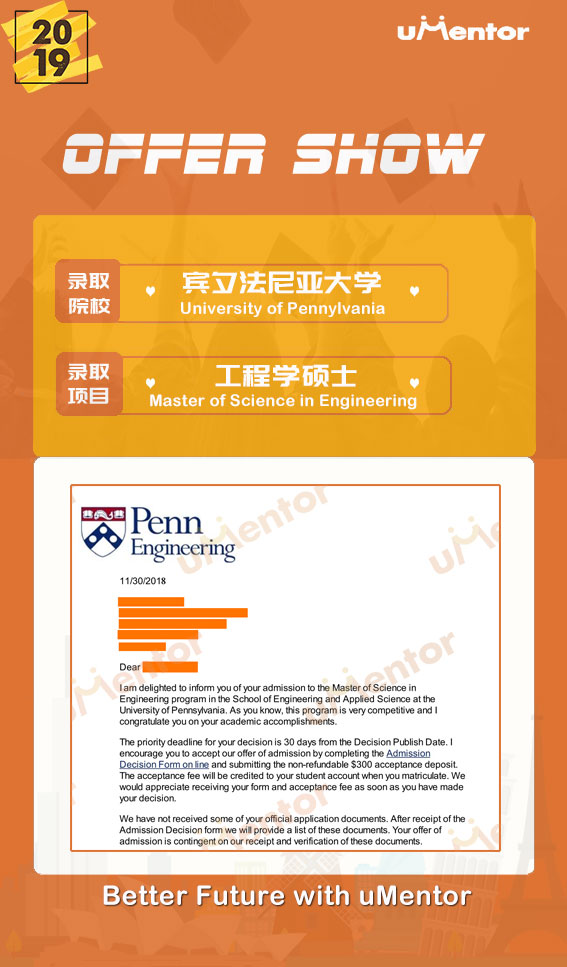 20
19
uMentor
OFFER SHOW
录取
院校
宾夕法尼亚大学
University of Pennylvania
录取
项目
工程学硕士
Master of Science in Engineering
Penn
Engineering
11/30/2018
Dear
I am delighted to inform you of your admission to the Master of Science in
Engineering program in the School of Engineering and Applied Science at the
University of Pennsylvania. As you know, this program is very competitive and I
congratulate you on your academic accomplishments.
The priority deadline for your decision is 30 days from the Decision Publish Date. I
encourage you to accept our offer of admission by completing the Admission
Decision Form on line and submitting the non-refundable $300 acceptance deposit.
The acceptance fee will be credited to your student account when you matriculate. We
would appreciate receiving your form and acceptance fee as soon as you have made
your decision.
We have not received some of your official application documents. After receipt of the
Admission Decision form we will provide a list of these documents. Your offer of
admission is contingent on our receipt and verification of these documents.
uMentor
uMentor
uMentor
uMentor
uMentor
Better Future with uMentor